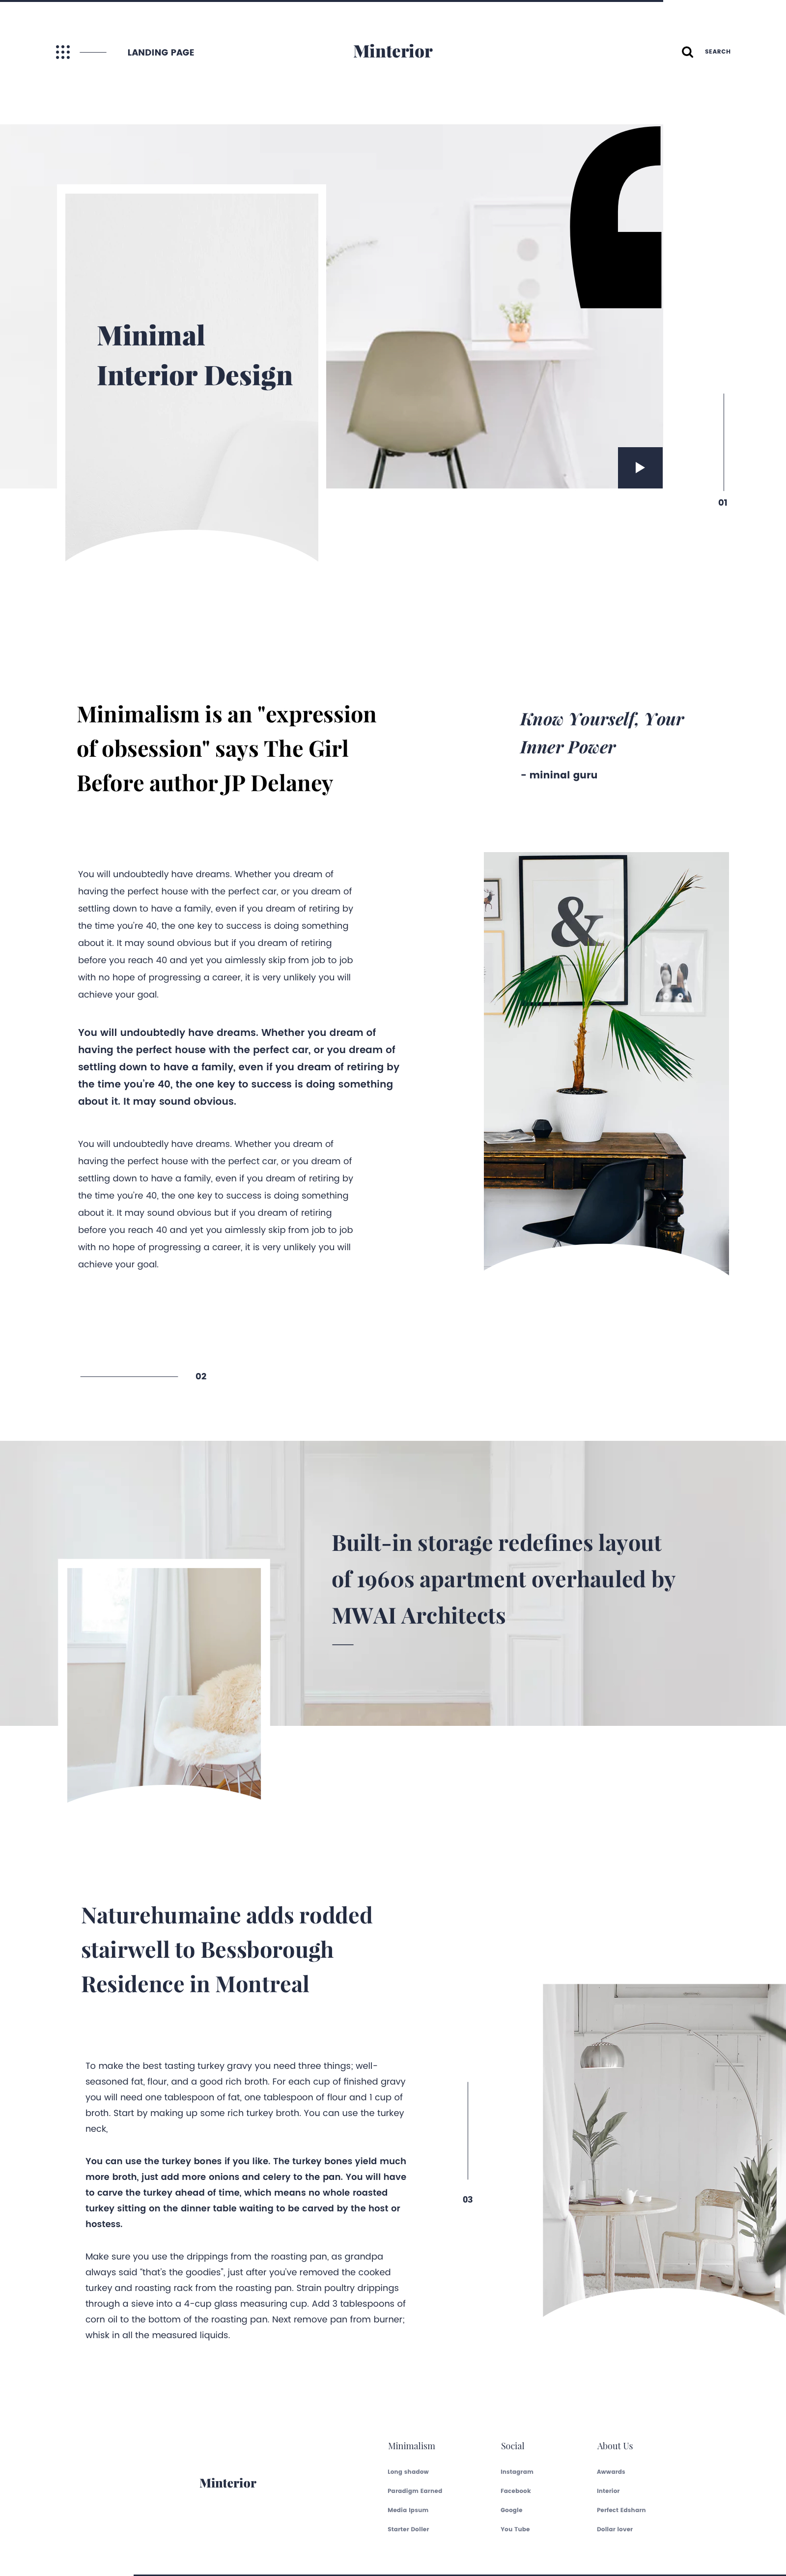 LANDING PAGE
Minterior
SEARCH
Minimal
Interior Design
01
Minimalism is an "expression
of obsession" says The Girl
Before author JP Delaney
Know Yourself, Your
Inner Power
- mininal guru
You will undoubtedly have dreams. Whether you dream of
having the perfect house with the perfect car, or you dream of
settling down to have a family, even if you dream of retiring by
the time you're 40, the one key to success is doing something
about it. It may sound obvious but if you dream of retiring
before you reach 40 and yet you aimlessly skip from job to job
with no hope of progressing a career, it is very unlikely you will
achieve your goal.
You will undoubtedly have dreams. Whether you dream of
having the perfect house with the perfect car, or you dream of
settling down to have a family, even if you dream of retiring by
the time you're 40, the one key to success is doing something
about it. It may sound obvious.
You will undoubtedly have dreams. Whether you dream of
having the perfect house with the perfect car, or you dream of
settling down to have a family, even if you dream of retiring by
the time you're 40, the one key to success is doing something
about it. It may sound obvious but if you dream of retiring
before you reach 40 and yet you aimlessly skip from job to job
with no hope of progressing a career, it is very unlikely you will
achieve your goal.
&
02
Built-in storage redefines layout
of 1960s apartment overhauled by
MWAI Architects
Naturehumaine adds rodded
stairwell to Bessborough
Residence in Montreal
To make the best tasting turkey gravy you need three things; well-
seasoned fat, flour, and a good rich broth. For each cup of finished gravy
you will need one tablespoon of fat, one tablespoon of flour and 1 cup of
broth. Start by making up some rich turkey broth. You can use the turkey
neck,
You can use the turkey bones if you like. The turkey bones yield much
more broth, just add more onions and celery to the pan. You will have
to carve the turkey ahead of time, which means no whole roasted
turkey sitting on the dinner table waiting to be carved by the host or
hostess.
Make sure you use the drippings from the roasting pan, as grandpa
always said "that's the goodies", just after you've removed the cooked
turkey and roasting rack from the roasting pan. Strain poultry drippings
through a sieve into a 4-cup glass measuring cup. Add 3 tablespoons of
corn oil to the bottom of the roasting pan. Next remove pan from burner;
whisk in all the measured liquids.
03
Minterior
Minimalism
Long shadow
Paradigm Earned
Media Ipsum
Starter Doller
Social
Instagram
Facebook
Google
You Tube
About Us
Awwards
Interior
Perfect Edsharn
Dollar lover